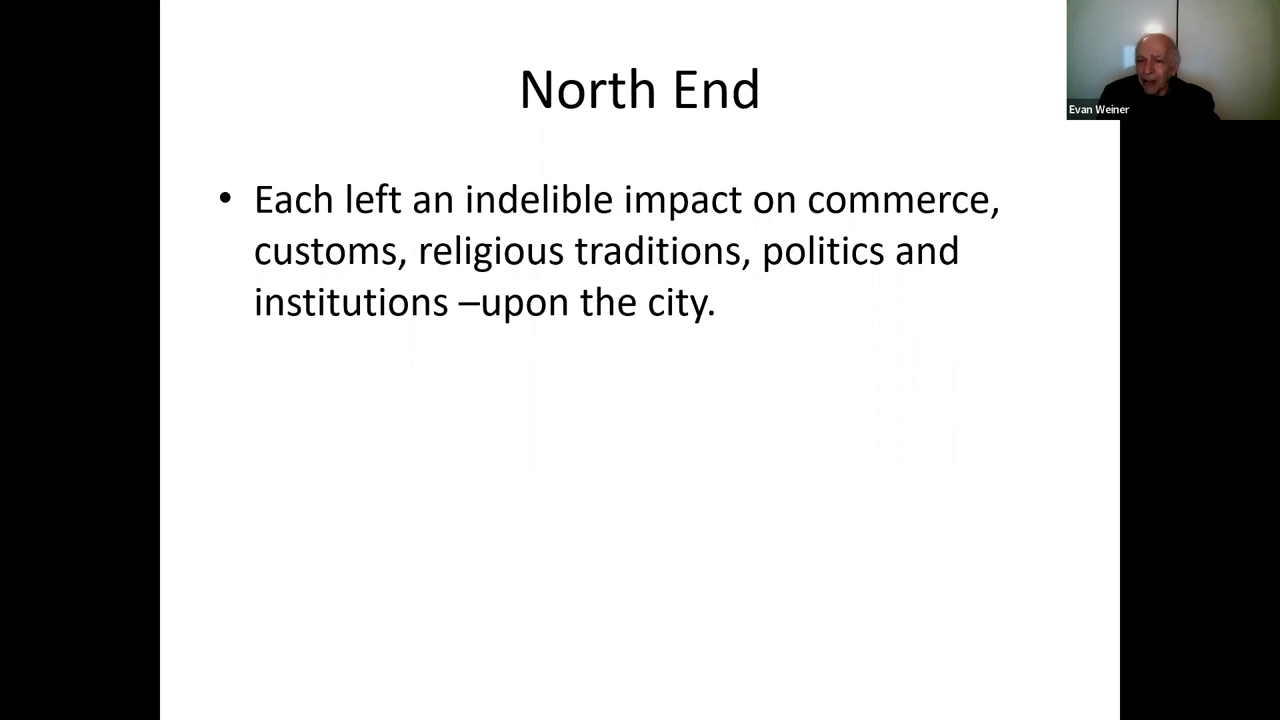 North End
• Each left an indelible impact on commerce,
customs, religious traditions, politics and
institutions –upon the city.
Evan Weiner